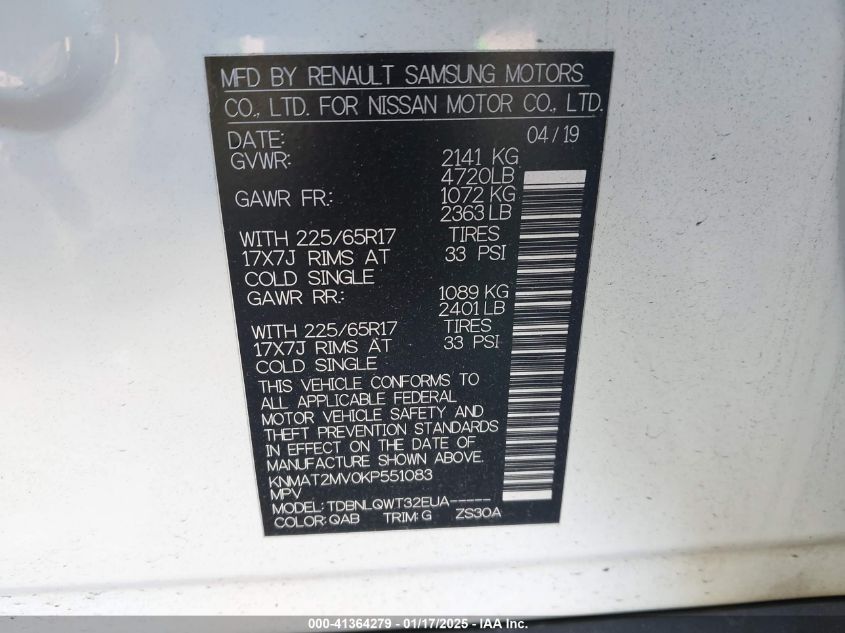 MFD BY RENAULT SAMSUNG MOTORS
CO., LTD. FOR NISSAN MOTOR CO., LTD.
DATE: 04/19
GVWR: 2141 KG
4720LB
GAWR FR.: 1072 KG
2363 LB
WITH 225/65R17 TIRES
17X7J RIMS AT 33 PSI
COLD SINGLE
GAWR RR.: 1089 KG
2401 LB
WITH 225/65R17 TIRES
17X7J RIMS AT 33 PSI
COLD SINGLE
THIS VEHICLE CONFORMS TO
ALL APPLICABLE FEDERAL
MOTOR VEHICLE SAFETY AND
THEFT PREVENTION STANDARDS
IN EFFECT ON THE DATE OF
MANUFACTURE SHOWN ABOVE.
KNMAT2MV0KP551083
MPV
MODEL: TDBNLQWT32EUA-----
COLOR: QAB TRIM: G ZS30A
000-41364279 - 01/17/2025 - IAA Inc.